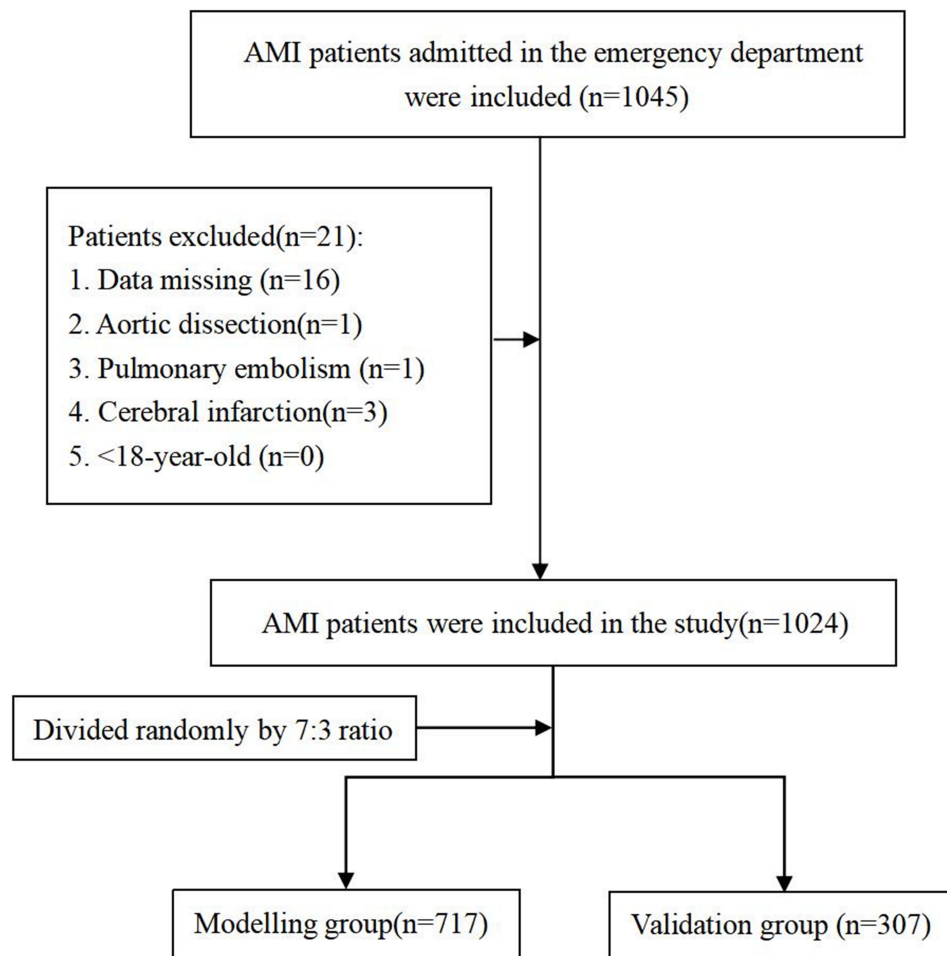 AMI patients admitted in the emergency department
were included (n=1045)
Patients excluded(n=21):
1. Data missing (n=16)
2. Aortic dissection(n=1)
3. Pulmonary embolism (n=1)
4. Cerebral infarction(n=3)
5. <18-year-old (n=0)
AMI patients were included in the study(n=1024)
Divided randomly by 7:3 ratio
Modelling group(n=717)
Validation group (n=307)